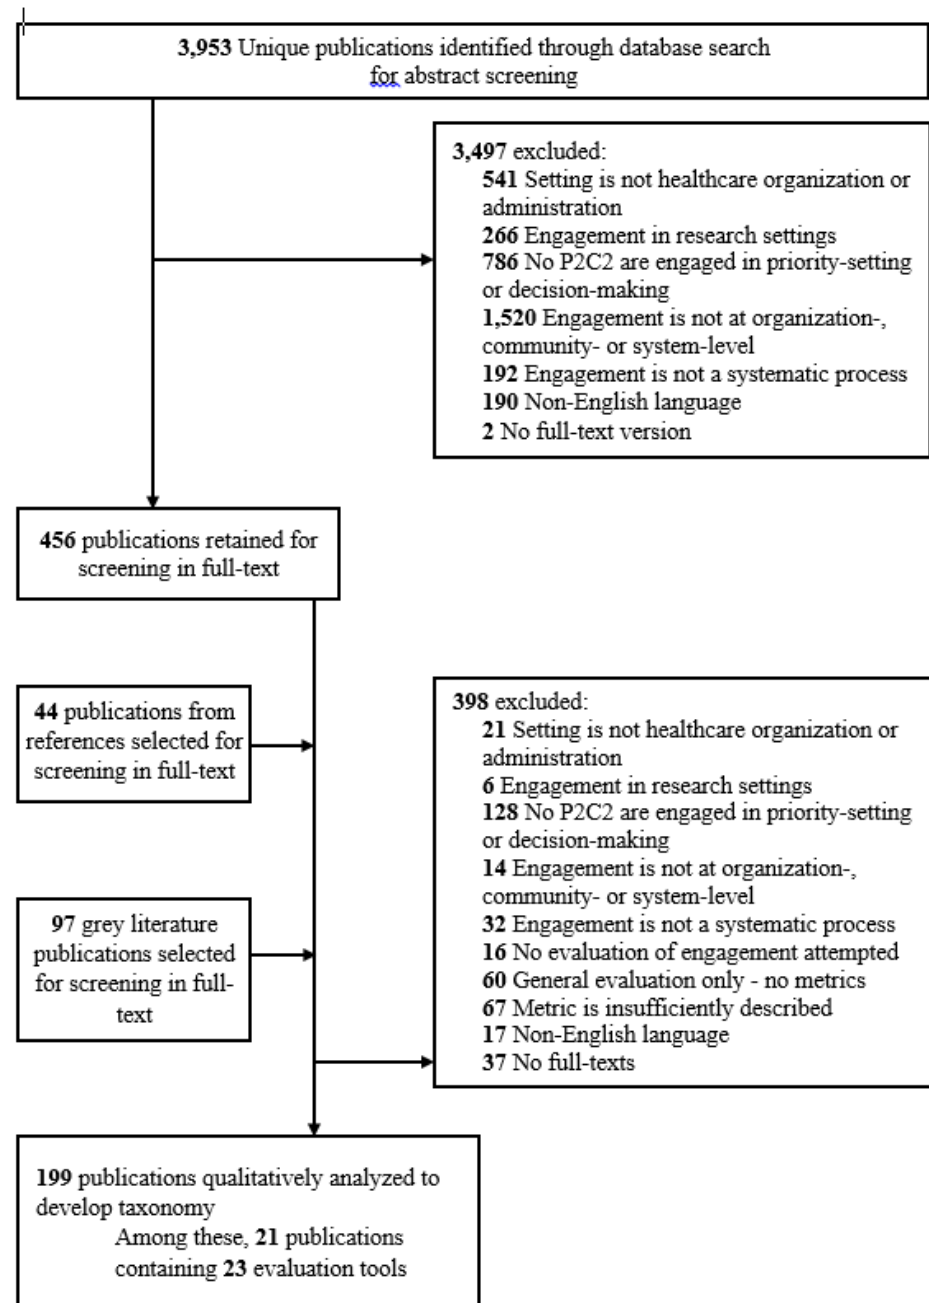 3,953 Unique publications identified through database search
for abstract screening
3,497 excluded:
541 Setting is not healthcare organization or
administration
266 Engagement in research settings
786 No P2C2 are engaged in priority-setting
or decision-making
1,520 Engagement is not at organization-,
community- or system-level
192 Engagement is not a systematic process
190 Non-English language
2 No full-text version
456 publications retained for
screening in full-text
44 publications from
references selected for
screening in full-text
97 grey literature
publications selected
for screening in full-
text
398 excluded:
21 Setting is not healthcare organization or
administration
6 Engagement in research settings
128 No P2C2 are engaged in priority-setting
or decision-making
14 Engagement is not at organization-,
community- or system-level
32 Engagement is not a systematic process
16 No evaluation of engagement attempted
60 General evaluation only - no metrics
67 Metric is insufficiently described
17 Non-English language
37 No full-texts
199 publications qualitatively analyzed to
develop taxonomy
Among these, 21 publications
containing 23 evaluation tools